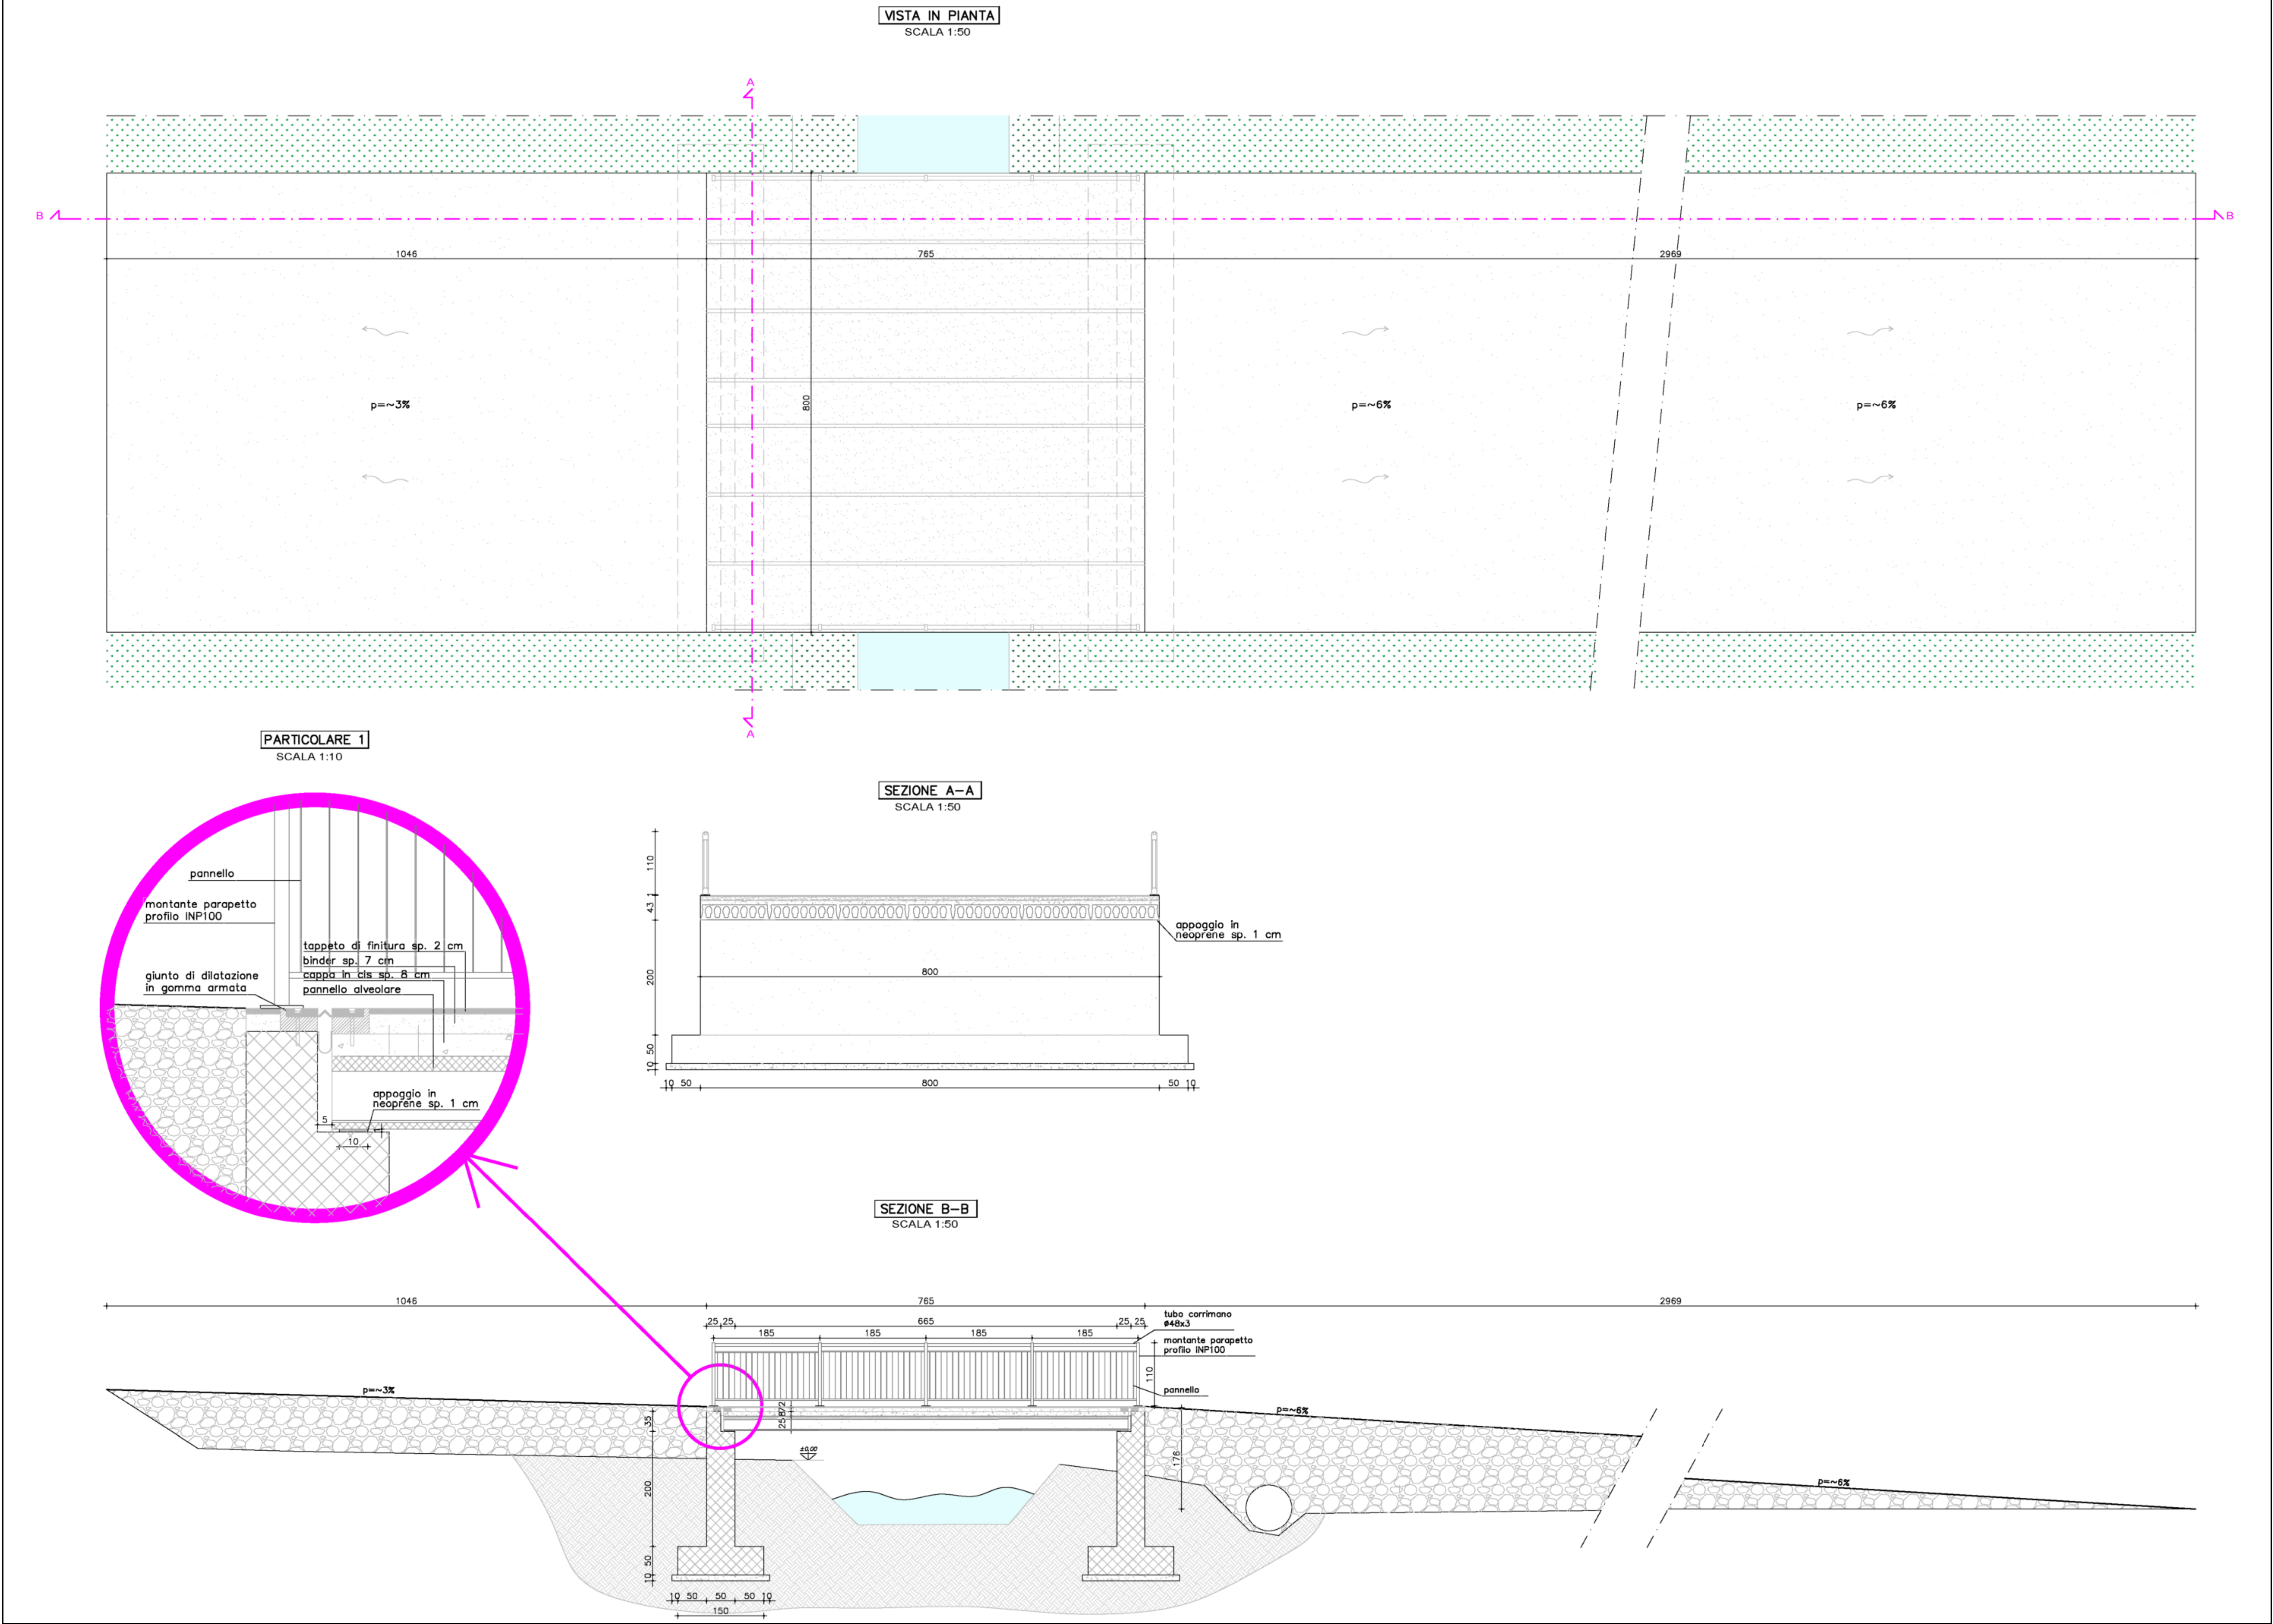 VISTA IN PIANTA
SCALA 1:50
A
B
B
1046
765
2969
800
p=~3%
p=~6%
p=~6%
A
PARTICOLARE 1
SCALA 1:10
pannello
montante parapetto
profilo INP100
tappeto di finitura sp. 2 cm
binder sp. 7 cm
giunto di dilatazione
in gomma armata
cappa in cls sp. 8 cm
pannello alveolare
appoggio in
neoprene sp. 1 cm
5
1
10
SEZIONE A-A
SCALA 1:50
110
1
43
appoggio in
neoprene sp. 1 cm
200
800
50
10
10 50
800
50 10
SEZIONE B-B
SCALA 1:50
1046
765
2969
25 25
665
25 25
185
185
185
185
tubo corrimano
ø48x3
montante parapetto
profilo INP100
110
pannello
p=~3%
p=~6%
35
25 8 7 2
±0.00
176
p=~6%
200
50
10
10 50 50 50 10
150